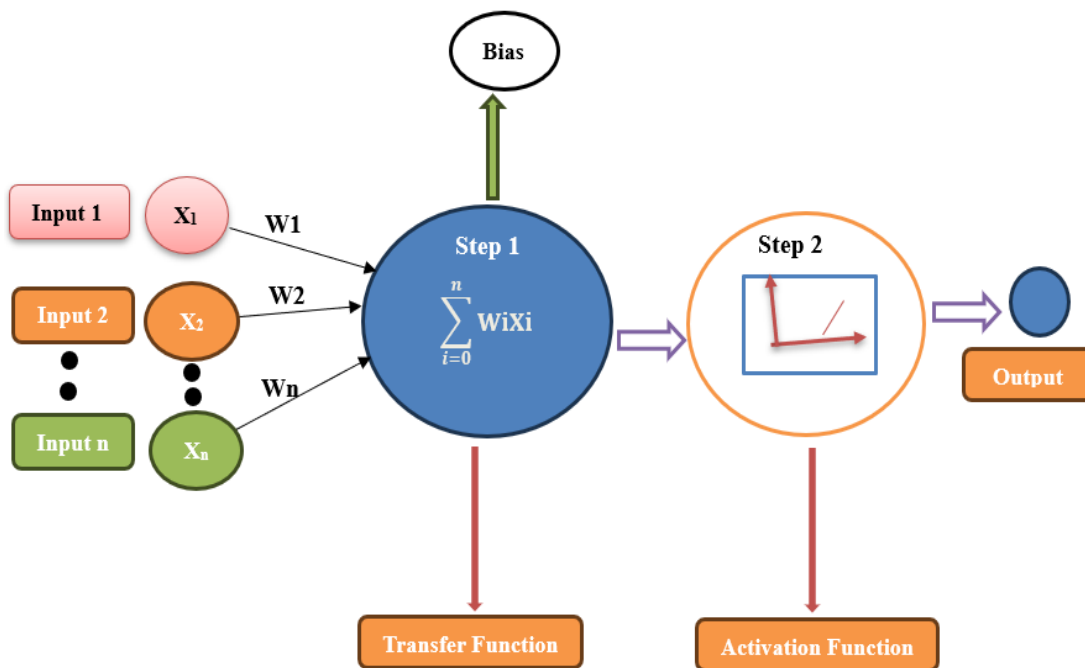 Bias
Input 1
X₁
W1
Step 1
Step 2
W2
Input 2
X₂
n
∑ WiXi
i=0
Wn
Output
Input n
Xₙ
Transfer Function
Activation Function